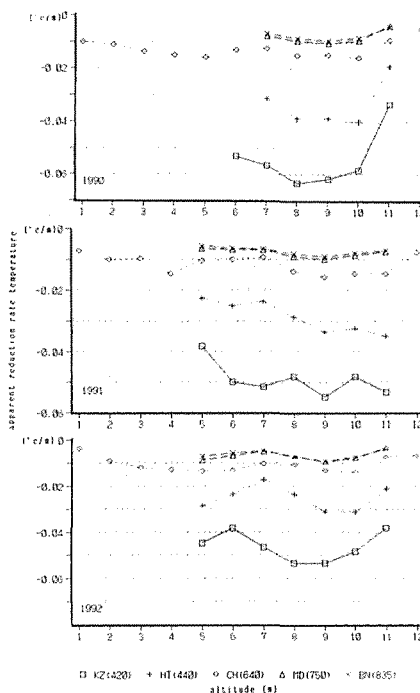 (°c/m) 0
-0.02
-0.04
-0.06
1990
1 2 3 4 5 6 7 8 9 10 11 12
(°c/m) 0
-0.02
-0.04
-0.06
1991
1 2 3 4 5 6 7 8 9 10 11 12
(°c/m) 0
-0.02
-0.04
-0.06
1992
1 2 3 4 5 6 7 8 9 10 11 12
apparent reduction rate temperature
KZ(420) HT(440) CH(640) MD(750) BN(835)
altitude (m)